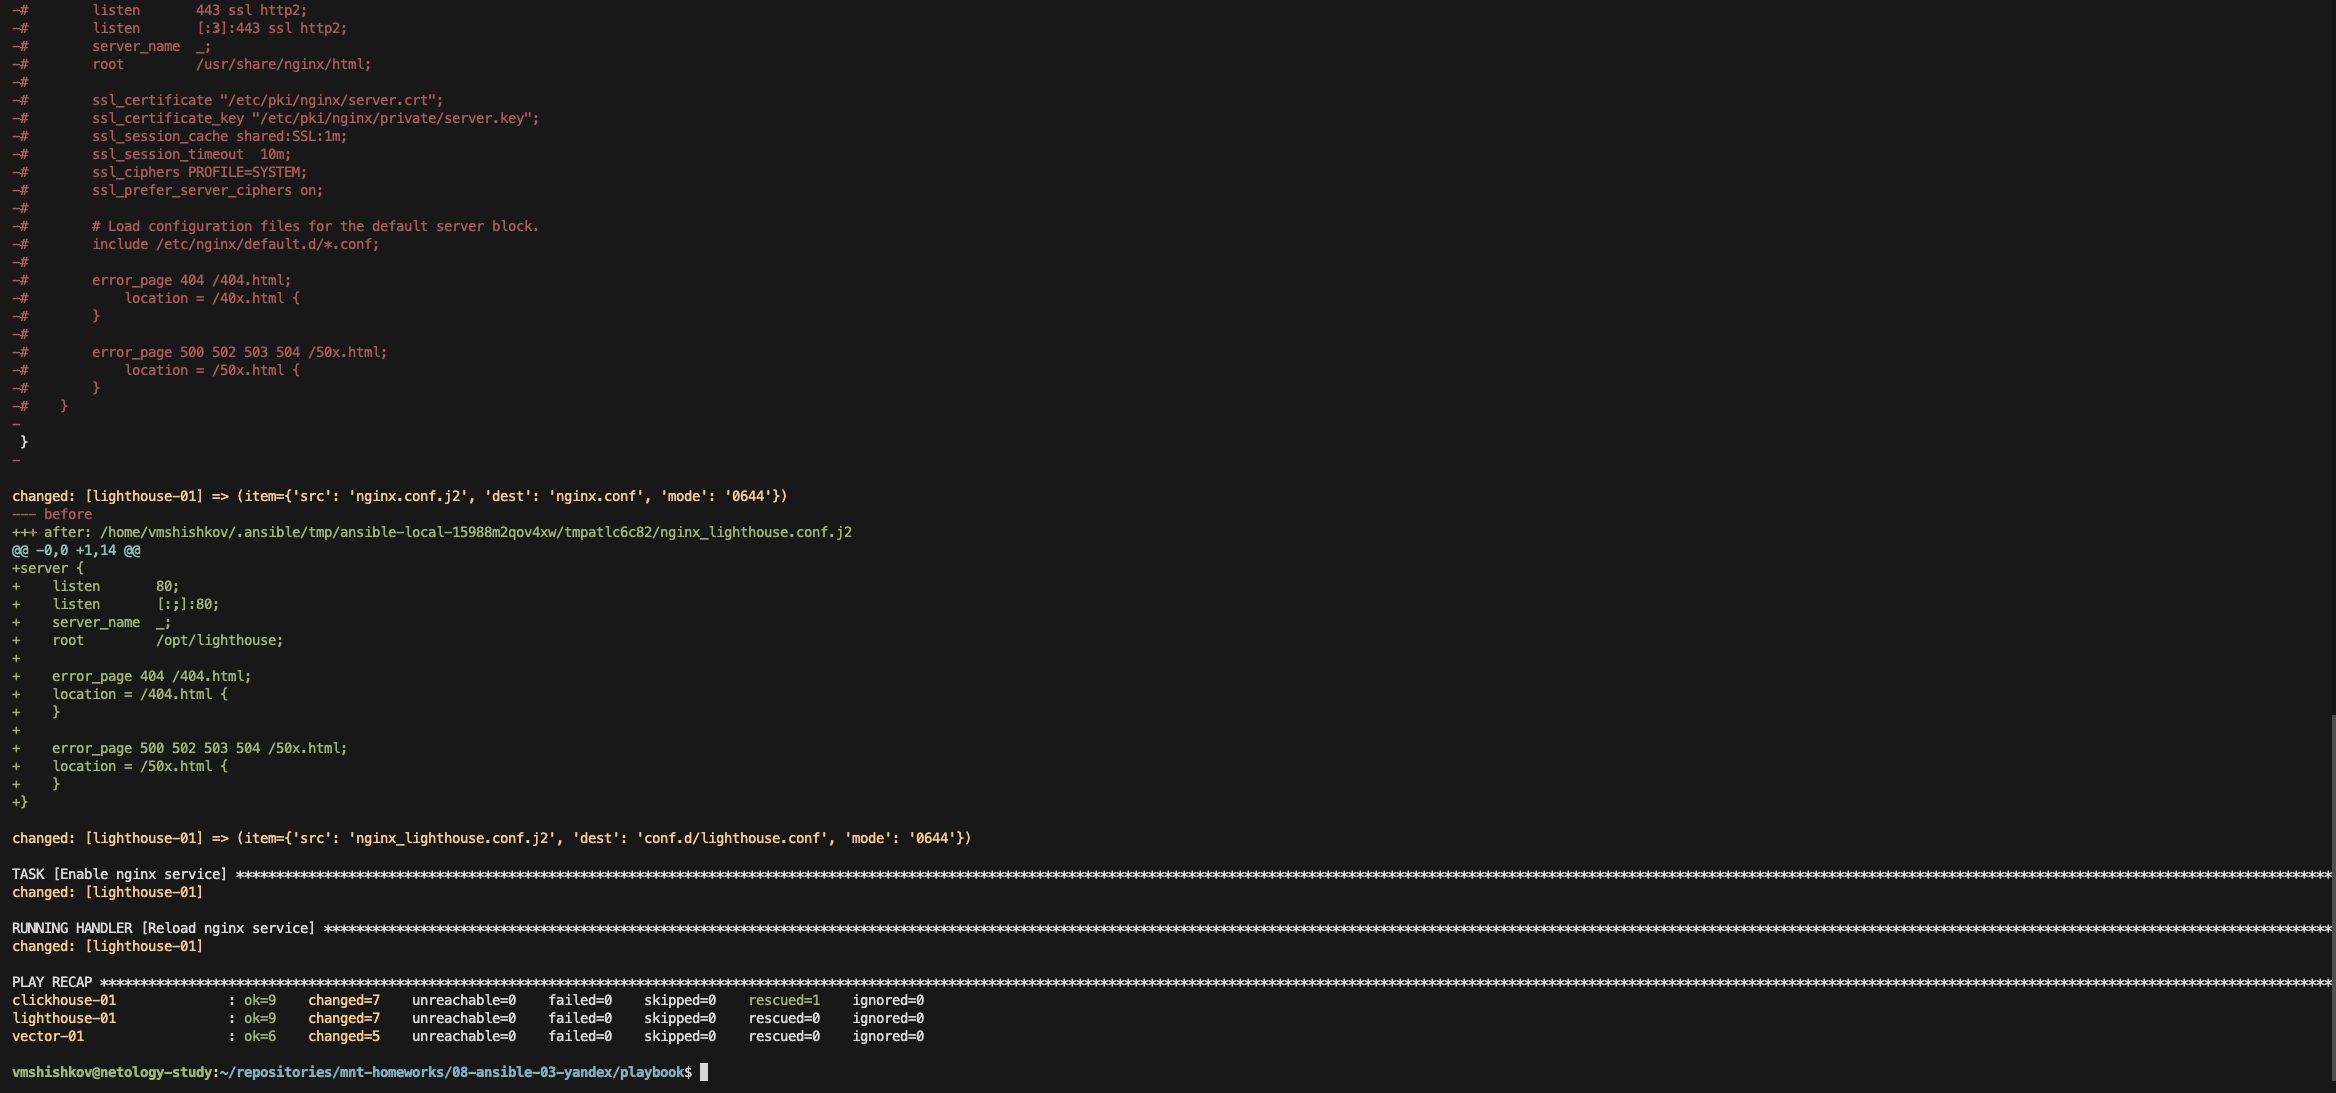 -#        listen       443 ssl http2;
-#        listen       [:3]:443 ssl http2;
-#        server_name  _;
-#        root         /usr/share/nginx/html;
-#
-#        ssl_certificate "/etc/pki/nginx/server.crt";
-#        ssl_certificate_key "/etc/pki/nginx/private/server.key";
-#        ssl_session_cache shared:SSL:1m;
-#        ssl_session_timeout  10m;
-#        ssl_ciphers PROFILE=SYSTEM;
-#        ssl_prefer_server_ciphers on;
-#
-#        # Load configuration files for the default server block.
-#        include /etc/nginx/default.d/*.conf;
-#
-#        error_page 404 /404.html;
-#            location = /40x.html {
-#        }
-#
-#        error_page 500 502 503 504 /50x.html;
-#            location = /50x.html {
-#        }
-#    }
-
 }
-
changed: [lighthouse-01] => (item={'src': 'nginx.conf.j2', 'dest': 'nginx.conf', 'mode': '0644'})
--- before
+++ after: /home/vmshishkov/.ansible/tmp/ansible-local-15988m2qov4xw/tmpatlc6c82/nginx_lighthouse.conf.j2
@@ -0,0 +1,14 @@
+server {
+    listen       80;
+    listen       [:;]:80;
+    server_name  _;
+    root         /opt/lighthouse;
+
+    error_page 404 /404.html;
+    location = /404.html {
+    }
+
+    error_page 500 502 503 504 /50x.html;
+    location = /50x.html {
+    }
+}
changed: [lighthouse-01] => (item={'src': 'nginx_lighthouse.conf.j2', 'dest': 'conf.d/lighthouse.conf', 'mode': '0644'})
TASK [Enable nginx service] ****************************************************************
changed: [lighthouse-01]
RUNNING HANDLER [Reload nginx service] ****************************************************************
changed: [lighthouse-01]
PLAY RECAP ****************************************************************
clickhouse-01              : ok=9    changed=7    unreachable=0    failed=0    skipped=0    rescued=1    ignored=0
lighthouse-01              : ok=9    changed=7    unreachable=0    failed=0    skipped=0    rescued=0    ignored=0
vector-01                  : ok=6    changed=5    unreachable=0    failed=0    skipped=0    rescued=0    ignored=0
vmshishkov@netology-study:~/repositories/mnt-homeworks/08-ansible-03-yandex/playbook$